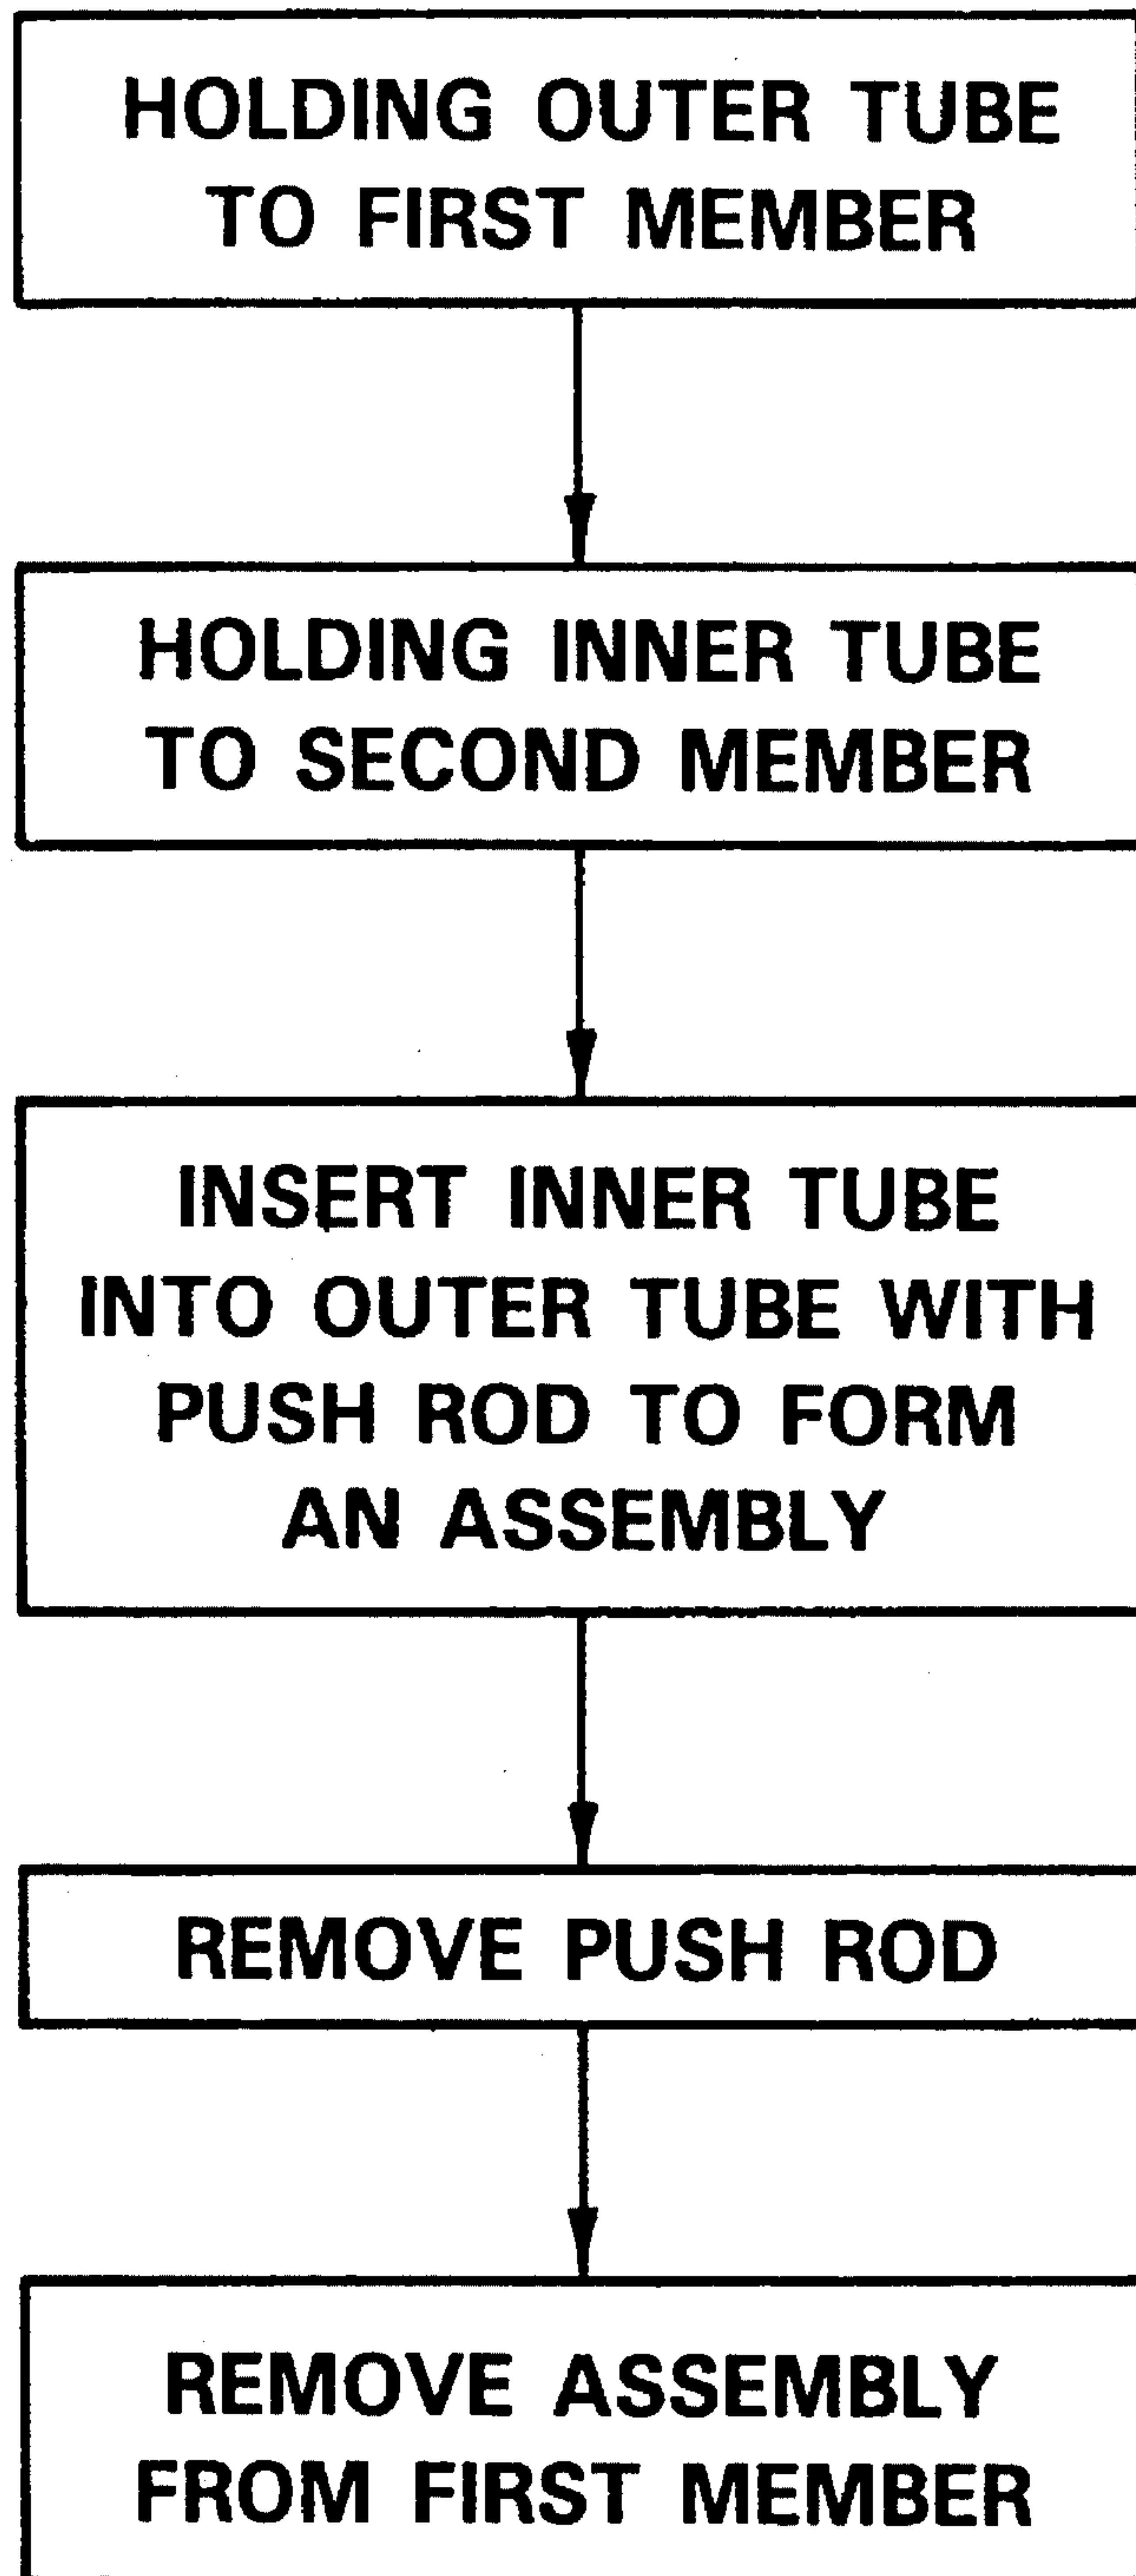 HOLDING OUTER TUBE
TO FIRST MEMBER
HOLDING INNER TUBE
TO SECOND MEMBER
INSERT INNER TUBE
INTO OUTER TUBE WITH
PUSH ROD TO FORM
AN ASSEMBLY
REMOVE PUSH ROD
REMOVE ASSEMBLY
FROM FIRST MEMBER